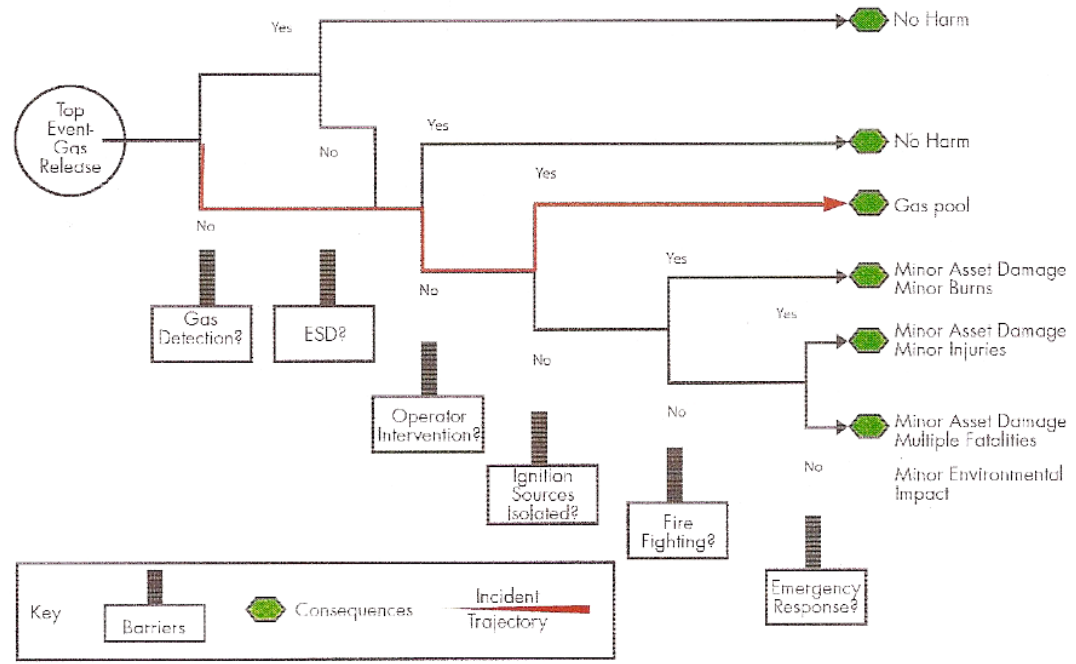 Yes
No Harm
Top
Event-
Gas
Release
No
Yes
No Harm
Yes
Gas pool
No
No
Yes
Minor Asset Damage
Minor Burns
Gas
Detection?
ESD?
Yes
Minor Asset Damage
Minor Injuries
No
Operator
Intervention?
No
Minor Asset Damage
Multiple Fatalities
No
Minor Environmental
Impact
Ignition
Sources
Isolated?
Fire
Fighting?
Emergency
Response?
Key
Barriers
Consequences
Incident
Trajectory